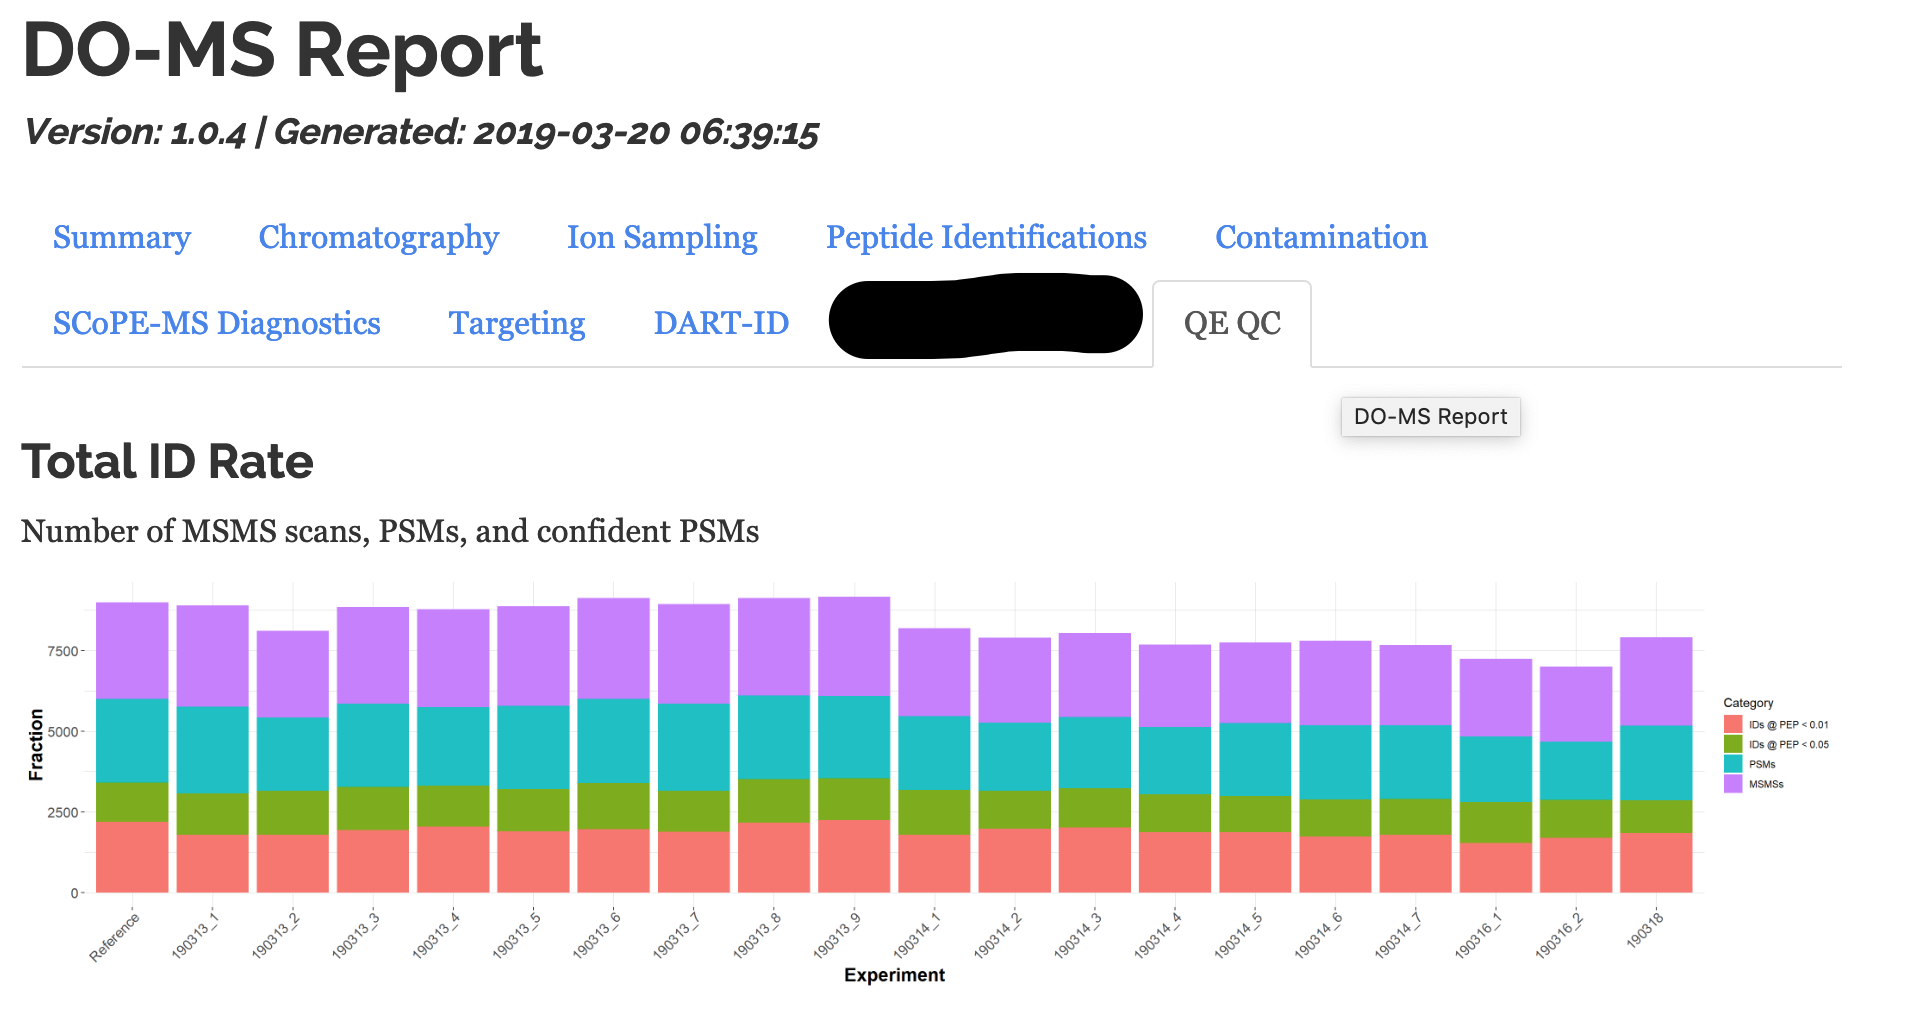 DO-MS Report
Version: 1.0.4 | Generated: 2019-03-20 06:39:15
Summary Chromatography Ion Sampling Peptide Identifications Contamination
SCoPE-MS Diagnostics Targeting DART-ID QE QC
DO-MS Report
Total ID Rate
Number of MSMS scans, PSMs, and confident PSMs
7500
5000
2500
0
Fraction
Category
IDs @ PEP < 0.01
IDs @ PEP < 0.05
PSMs
MSMSs
Reference 190313_1 190313_2 190313_3 190313_4 190313_5 190313_6 190313_7 190313_8 190313_9 190314_1 190314_2 190314_3 190314_4 190314_5 190314_6 190314_7 190316_1 190316_2 190318
Experiment